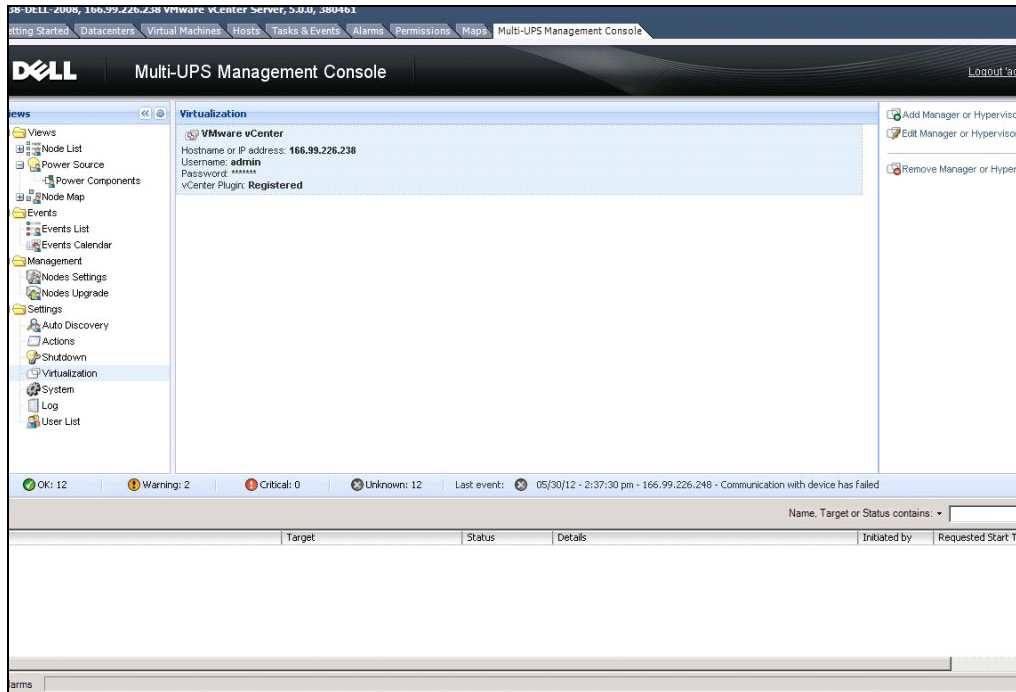 38-DELL-2008, 166.99.226.238 VMware vCenter Server, 5.0.0, 380461
etting Started Datacenters Virtual Machines Hosts Tasks & Events Alarms Permissions Maps Multi-UPS Management Console
DELL Multi-UPS Management Console Logout 'ad
iews
Views
Node List
Power Source
Power Components
Node Map
Events
Events List
Events Calendar
Management
Nodes Settings
Nodes Upgrade
Settings
Auto Discovery
Actions
Shutdown
Virtualization
System
Log
User List
Virtualization
VMware vCenter
Hostname or IP address: 166.99.226.238
Username: admin
Password: *******
vCenter Plugin: Registered
Add Manager or Hyperviso
Edit Manager or Hypervisor
Remove Manager or Hyper
OK: 12 Warning: 2 Critical: 0 Unknown: 12 Last event: 05/30/12 - 2:37:30 pm - 166.99.226.248 - Communication with device has failed
Name, Target or Status contains:
Target Status Details Initiated by Requested Start T
larms